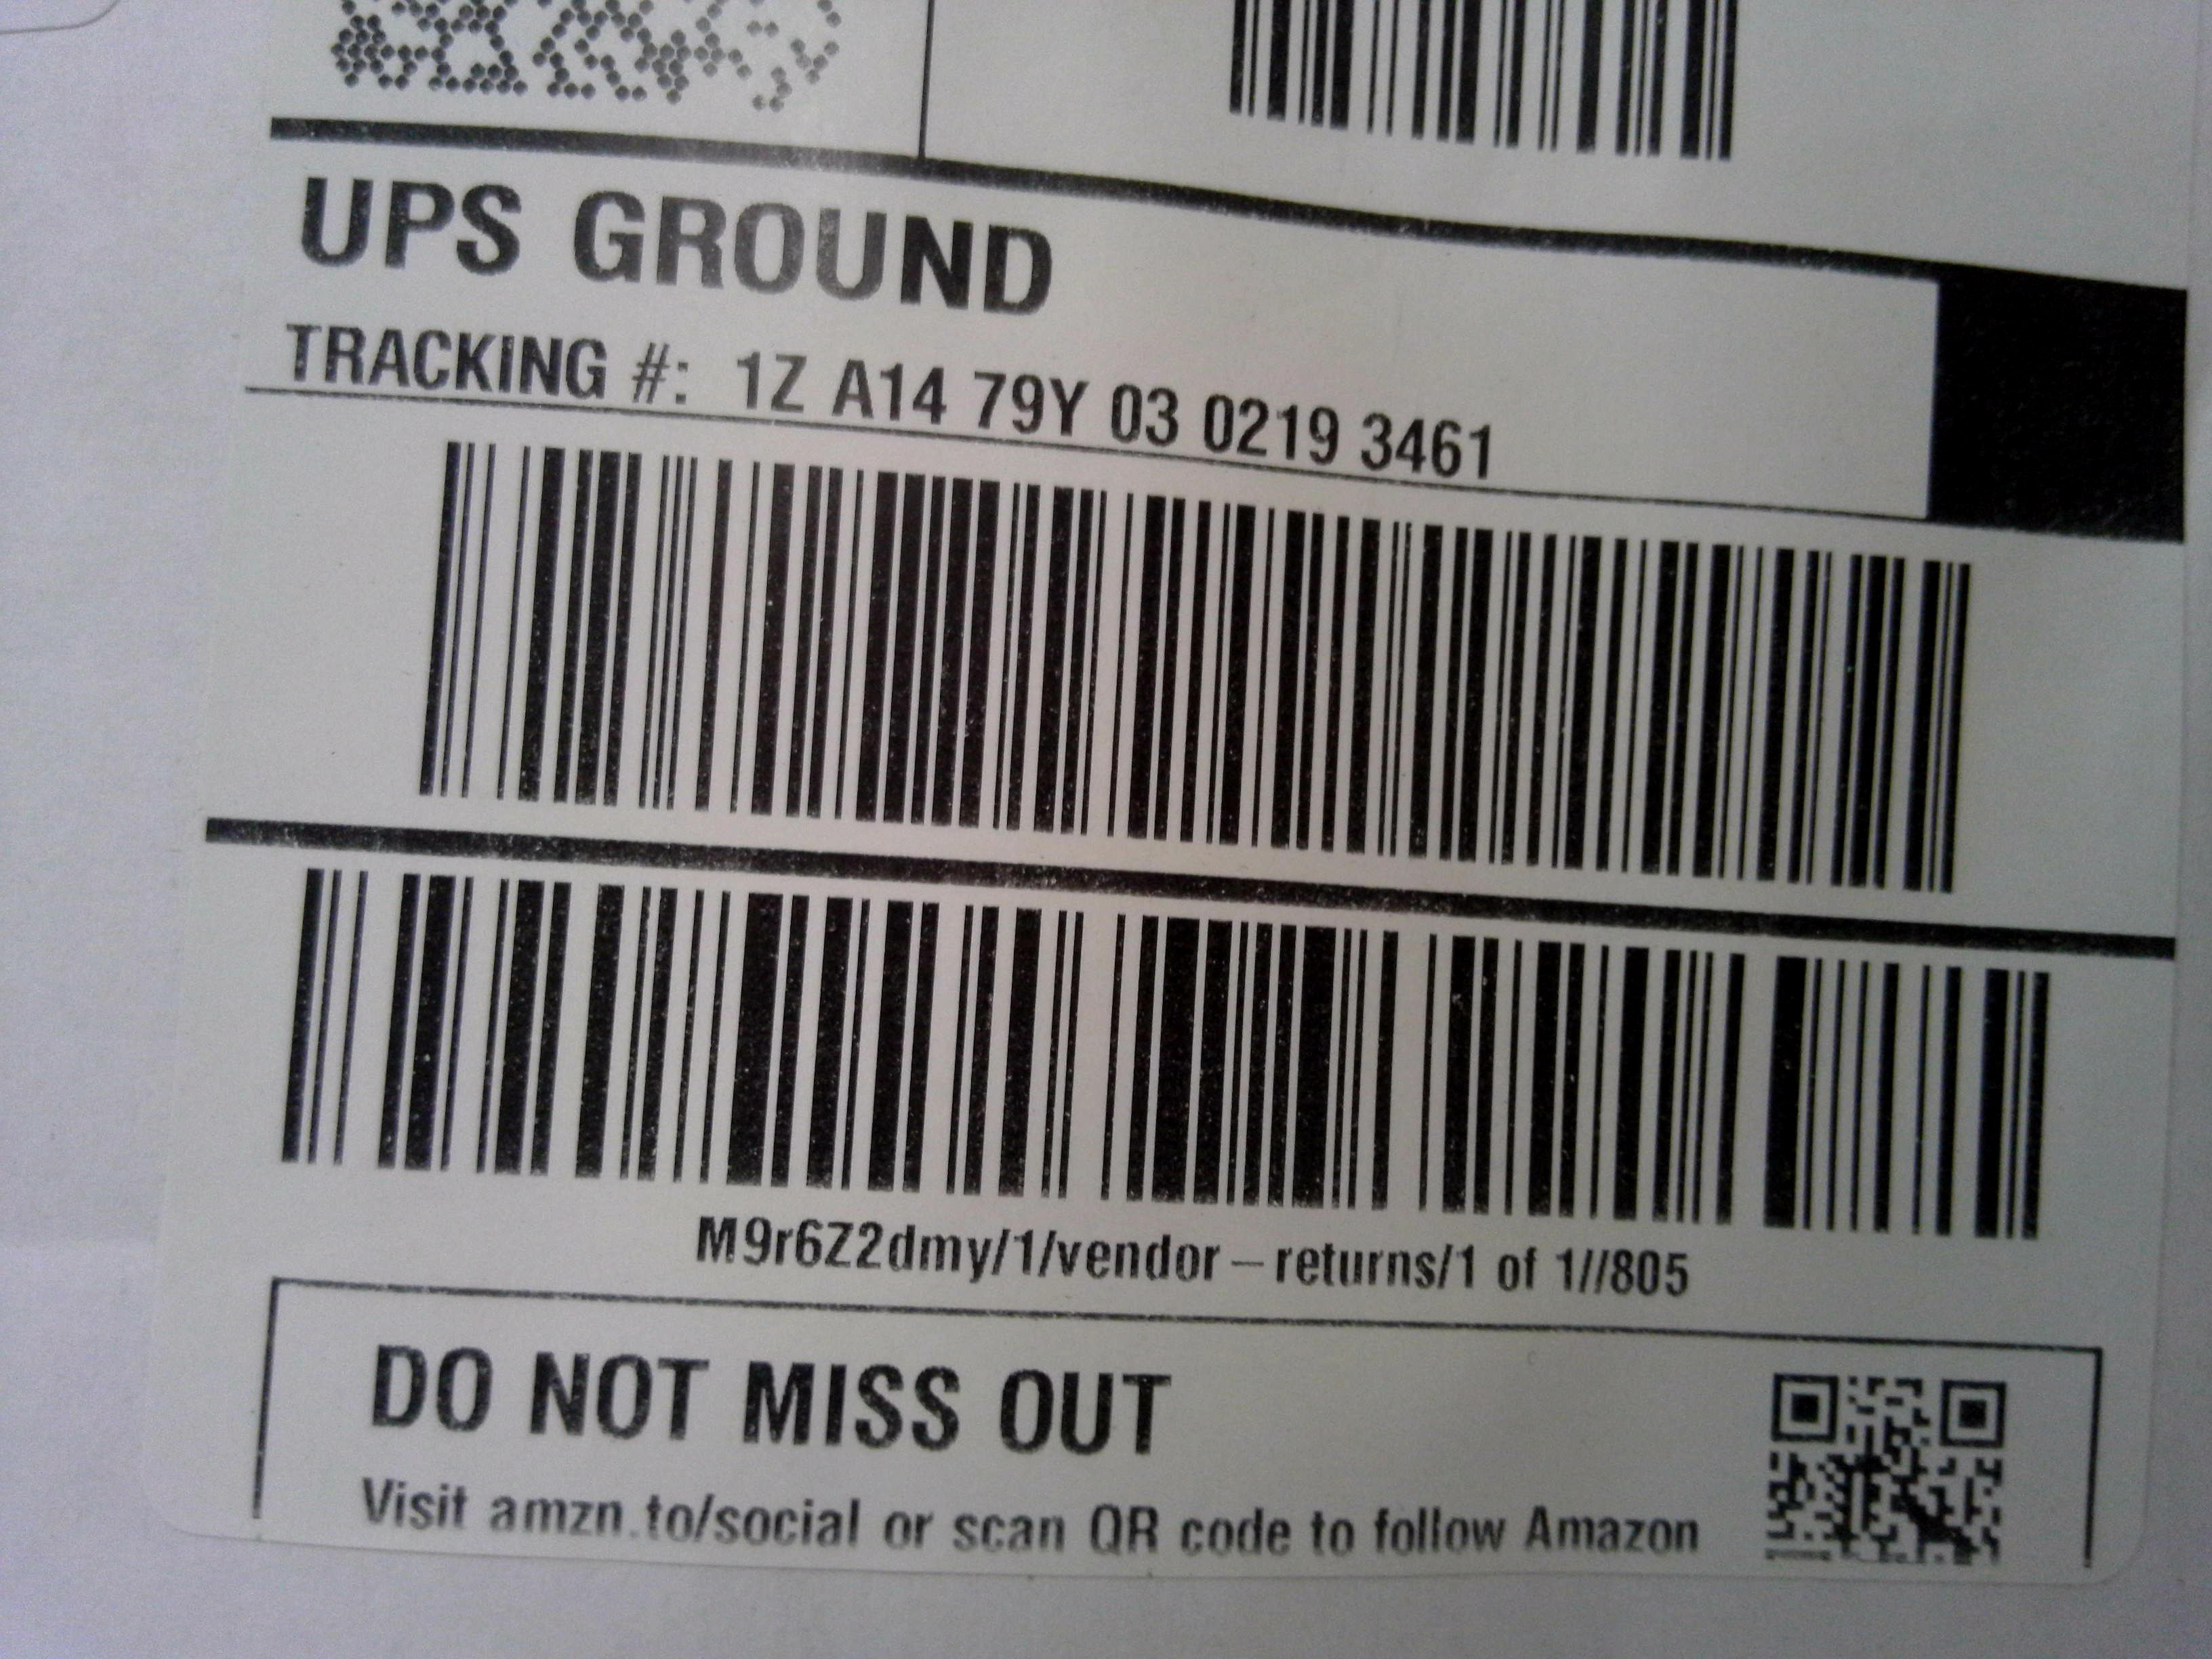 UPS GROUND
TRACKING #: 1Z A14 79Y 03 0219 3461
M9r6Z2dmy/1/vendor-returns/1 of 1//805
DO NOT MISS OUT
Visit amzn.to/social or scan QR code to follow Amazon